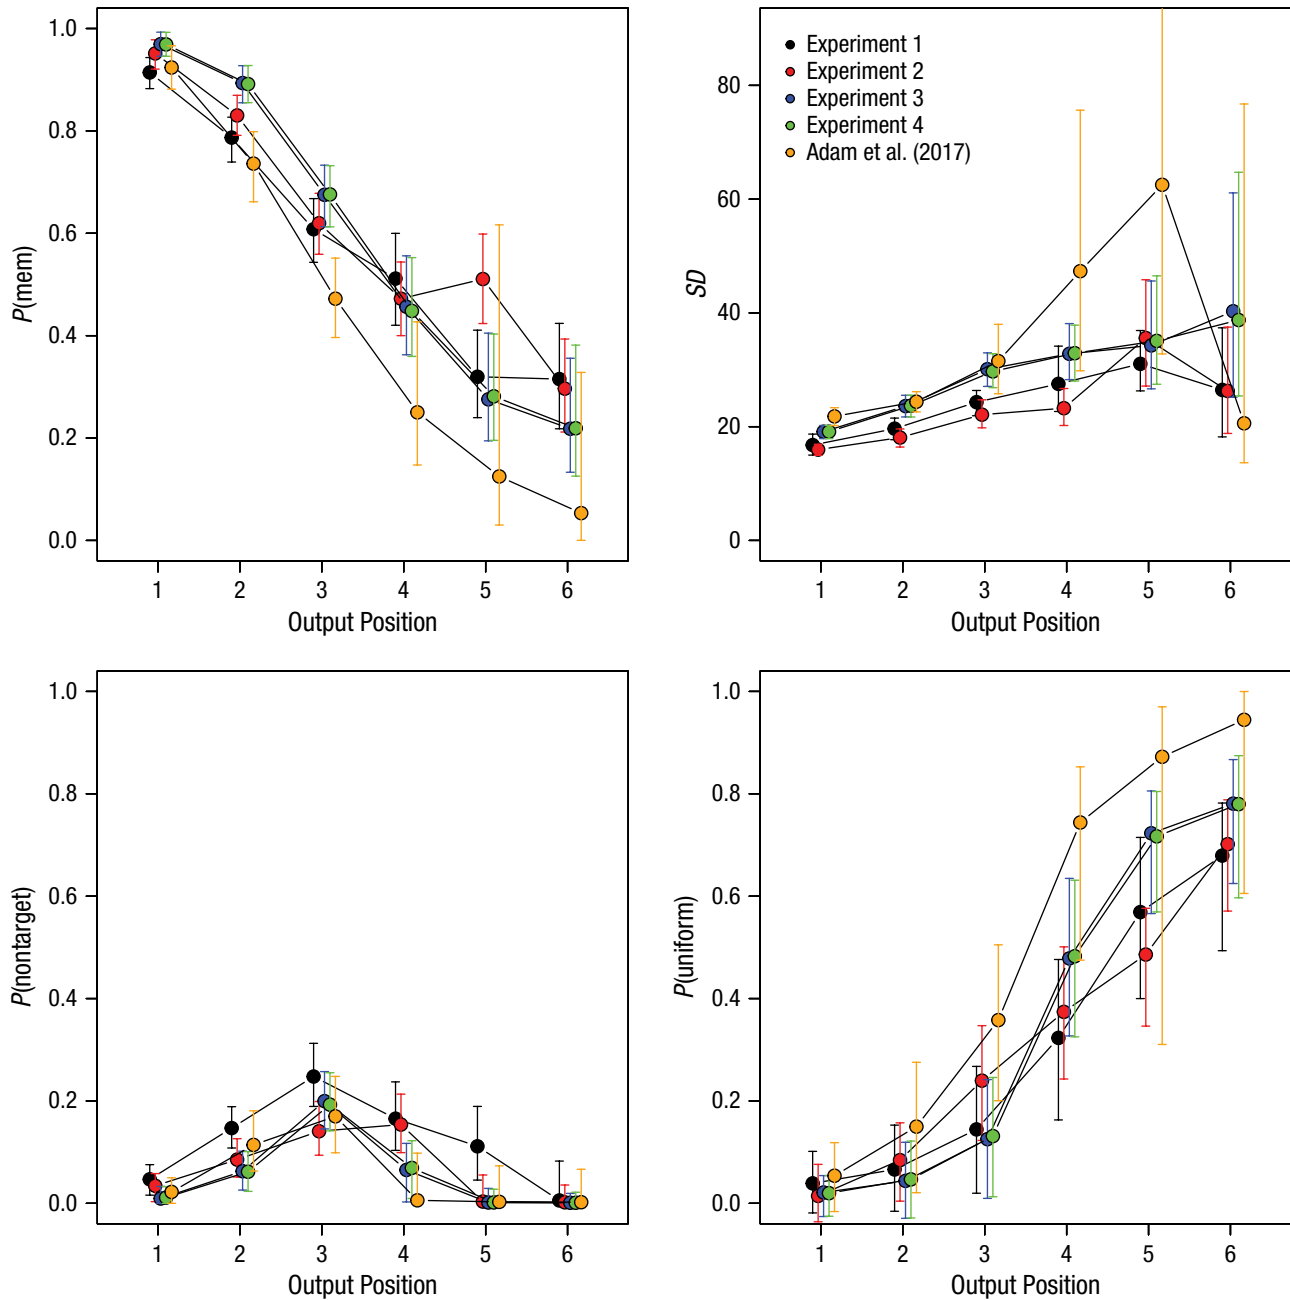 1.0
0.8
0.6
0.4
0.2
0.0
P(mem)
1 2 3 4 5 6
Output Position
Experiment 1
Experiment 2
Experiment 3
Experiment 4
Adam et al. (2017)
80
60
40
20
0
SD
1 2 3 4 5 6
Output Position
1.0
0.8
0.6
0.4
0.2
0.0
P(nontarget)
1 2 3 4 5 6
Output Position
1.0
0.8
0.6
0.4
0.2
0.0
P(uniform)
1 2 3 4 5 6
Output Position